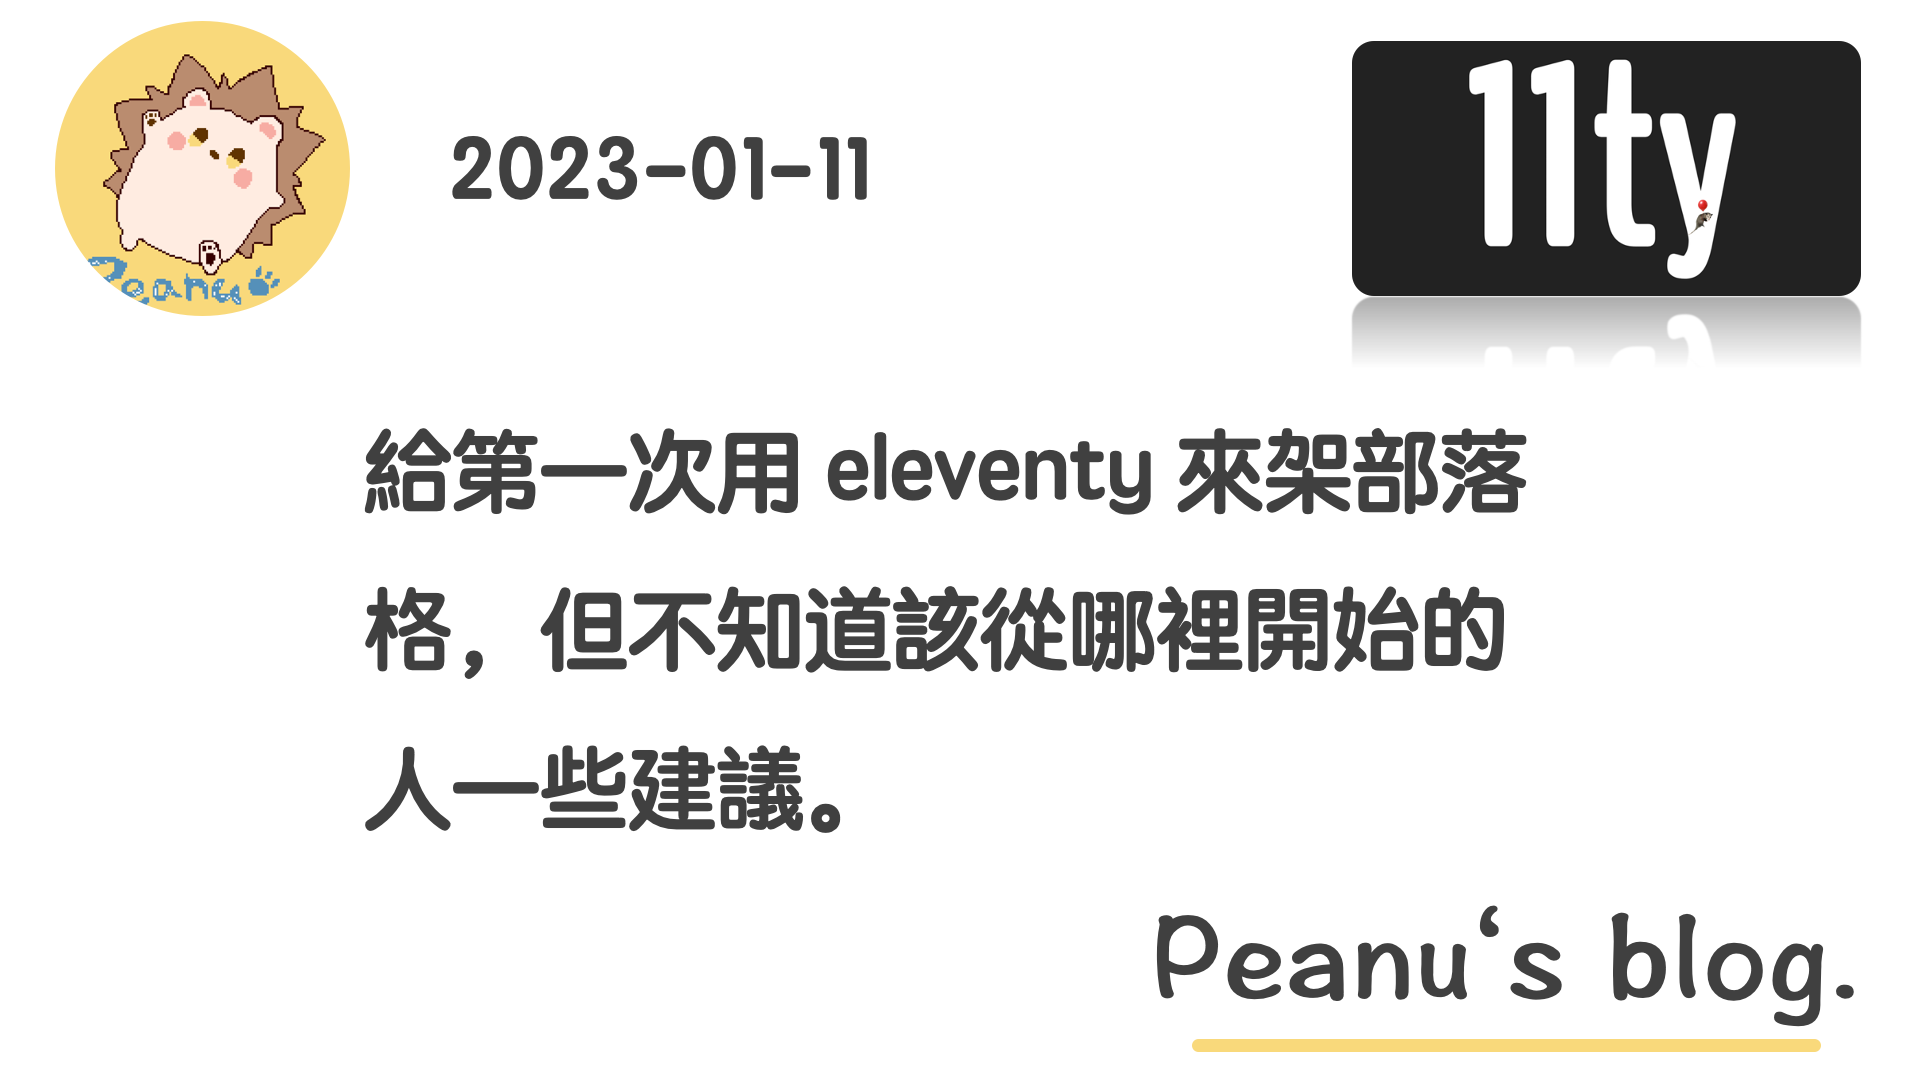 Peanu
2023-01-11
11ty
給第一次用 eleventy 來架部落
格，但不知道該從哪裡開始的
人一些建議。
Peanu‘s blog.